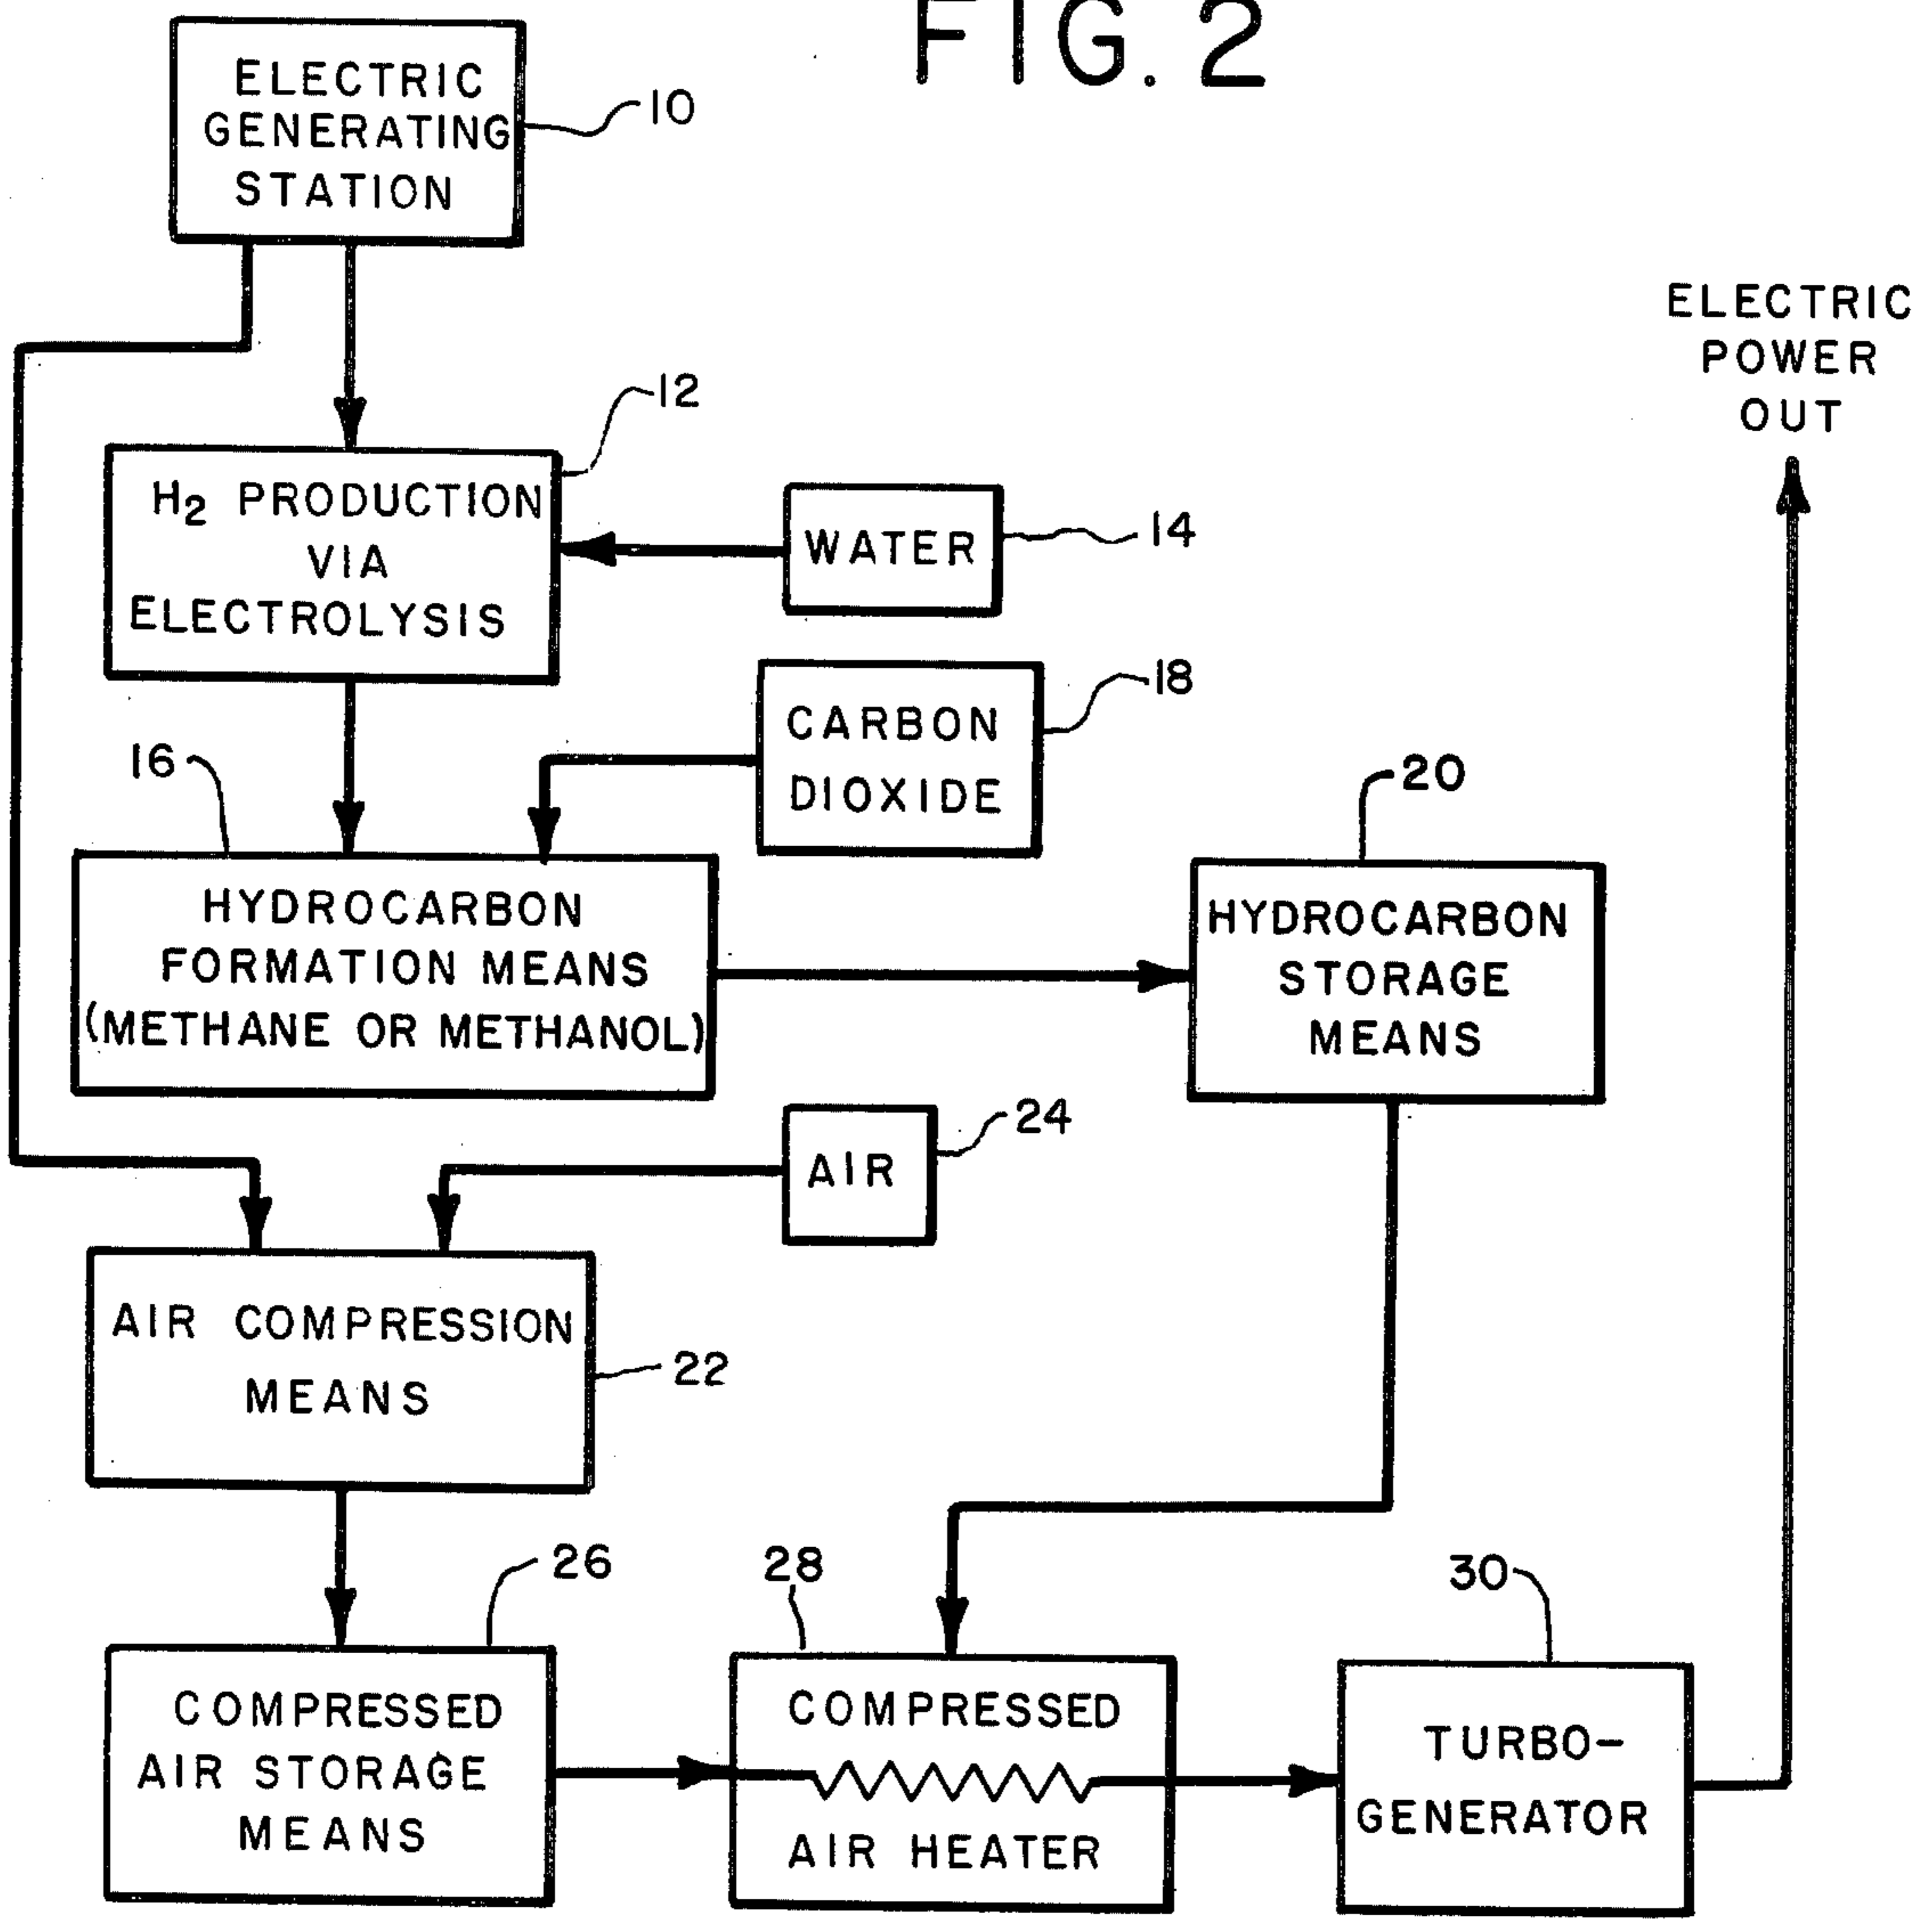 FIG. 2
ELECTRIC
GENERATING
STATION
10
ELECTRIC
POWER
OUT
12
H2 PRODUCTION
VIA
ELECTROLYSIS
WATER
14
CARBON
DIOXIDE
18
16
HYDROCARBON
FORMATION MEANS
(METHANE OR METHANOL)
20
HYDROCARBON
STORAGE
MEANS
AIR
24
AIR COMPRESSION
MEANS
22
26
COMPRESSED
AIR STORAGE
MEANS
28
COMPRESSED
AIR HEATER
30
TURBO-
GENERATOR